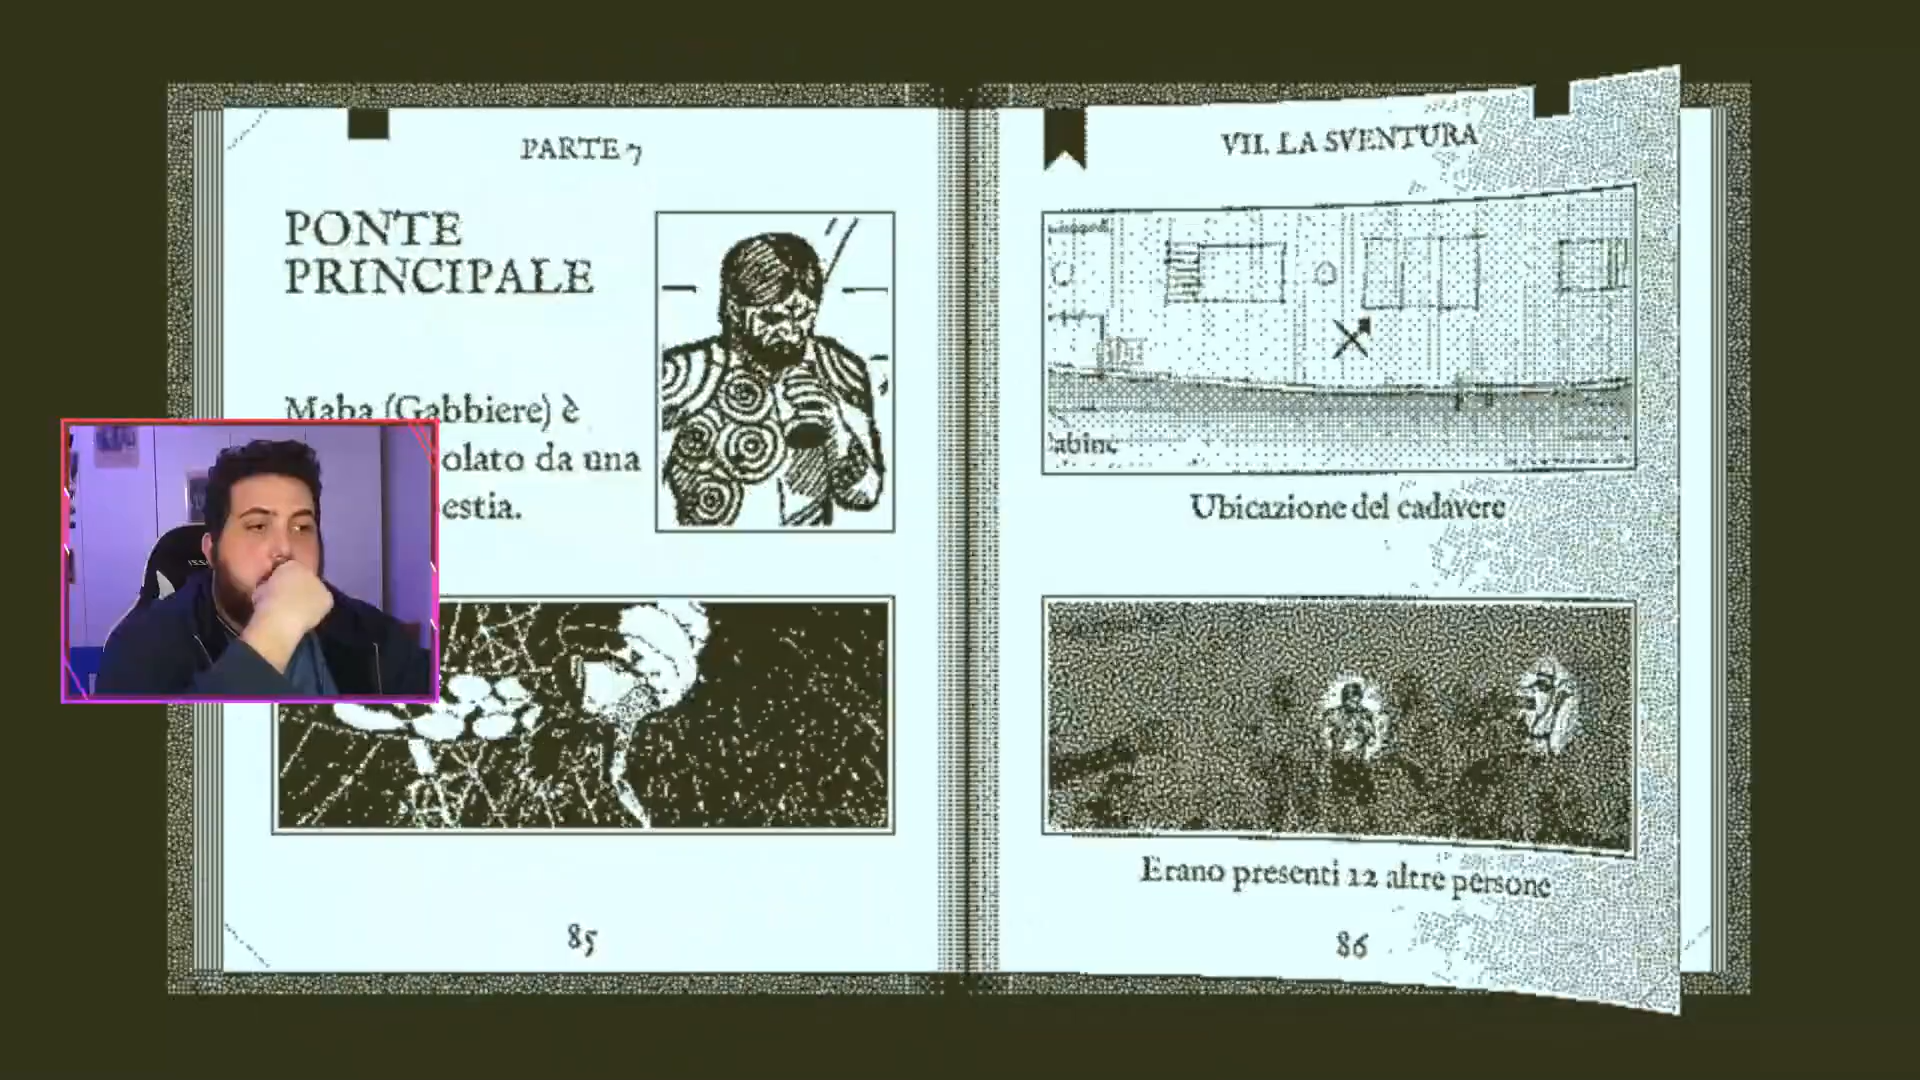 PARTE 7
PONTE
PRINCIPALE
Maba (Gabbiere) è
olato da una
estia.
85
VII. LA SVENTURA
Ubicazione del cadavere
Erano presenti 12 altre persone
86